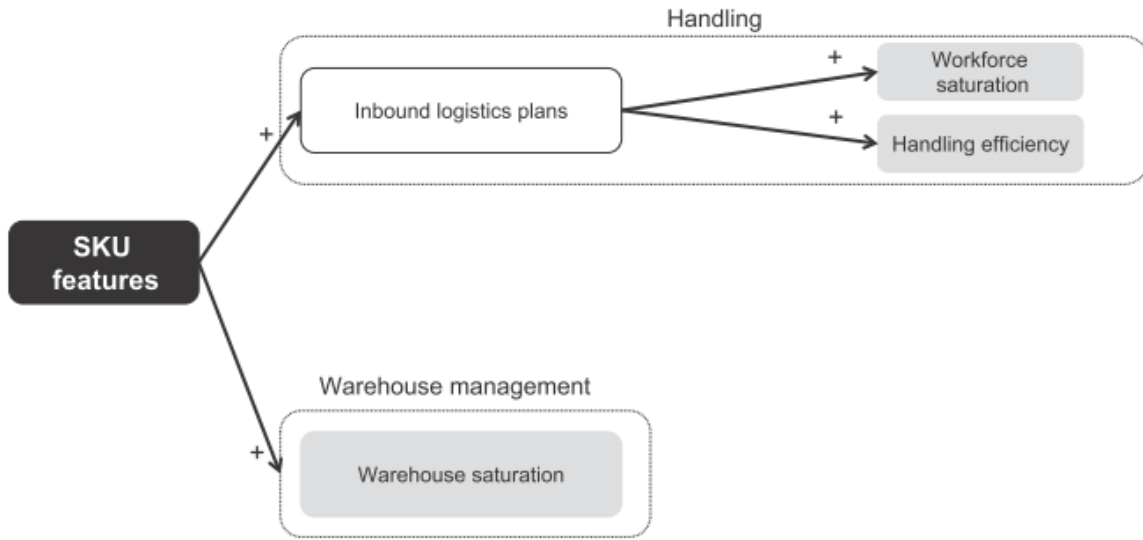 Handling
+
Workforce
saturation
Inbound logistics plans
+
+
Handling efficiency
SKU
features
Warehouse management
+
Warehouse saturation